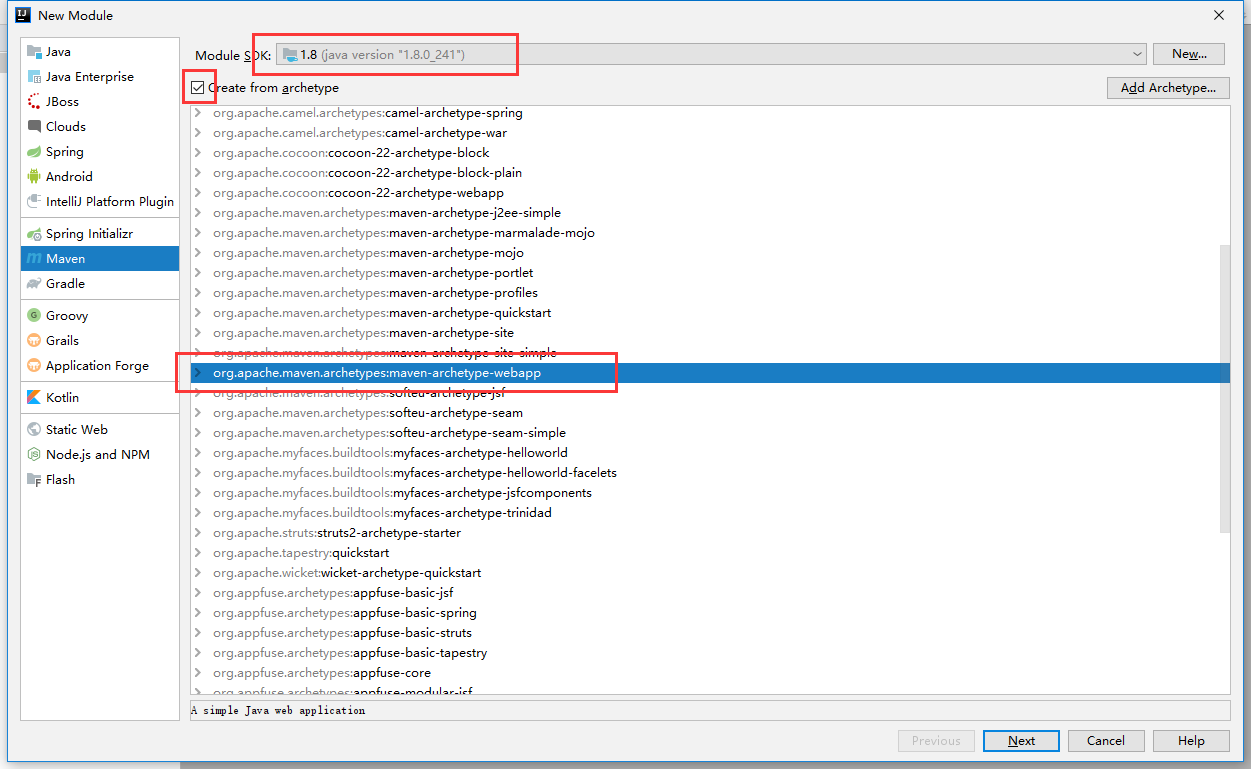 New Module
Java
Java Enterprise
JBoss
Clouds
Spring
Android
IntelliJ Platform Plugin
Spring Initializr
Maven
Gradle
Groovy
Grails
Application Forge
Kotlin
Static Web
Node.js and NPM
Flash
Module SDK: 1.8 (java version "1.8.0_241") New...
Create from archetype Add Archetype...
org.apache.camel.archetypes:camel-archetype-spring
org.apache.camel.archetypes:camel-archetype-war
org.apache.cocoon:cocoon-22-archetype-block
org.apache.cocoon:cocoon-22-archetype-block-plain
org.apache.cocoon:cocoon-22-archetype-webapp
org.apache.maven.archetypes:maven-archetype-j2ee-simple
org.apache.maven.archetypes:maven-archetype-marmalade-mojo
org.apache.maven.archetypes:maven-archetype-mojo
org.apache.maven.archetypes:maven-archetype-portlet
org.apache.maven.archetypes:maven-archetype-profiles
org.apache.maven.archetypes:maven-archetype-quickstart
org.apache.maven.archetypes:maven-archetype-site
org.apache.maven.archetypes:maven-archetype-site-simple
org.apache.maven.archetypes:maven-archetype-webapp
org.apache.maven.archetypes:softeu-archetype-jsf
org.apache.maven.archetypes:softeu-archetype-seam
org.apache.maven.archetypes:softeu-archetype-seam-simple
org.apache.myfaces.buildtools:myfaces-archetype-helloworld
org.apache.myfaces.buildtools:myfaces-archetype-helloworld-facelets
org.apache.myfaces.buildtools:myfaces-archetype-jsfcomponents
org.apache.myfaces.buildtools:myfaces-archetype-trinidad
org.apache.struts:struts2-archetype-starter
org.apache.tapestry:quickstart
org.apache.wicket:wicket-archetype-quickstart
org.appfuse.archetypes:appfuse-basic-jsf
org.appfuse.archetypes:appfuse-basic-spring
org.appfuse.archetypes:appfuse-basic-struts
org.appfuse.archetypes:appfuse-basic-tapestry
org.appfuse.archetypes:appfuse-core
org.appfuse.archetypes:appfuse-modular-jsf
A simple Java web application
Previous Next Cancel Help